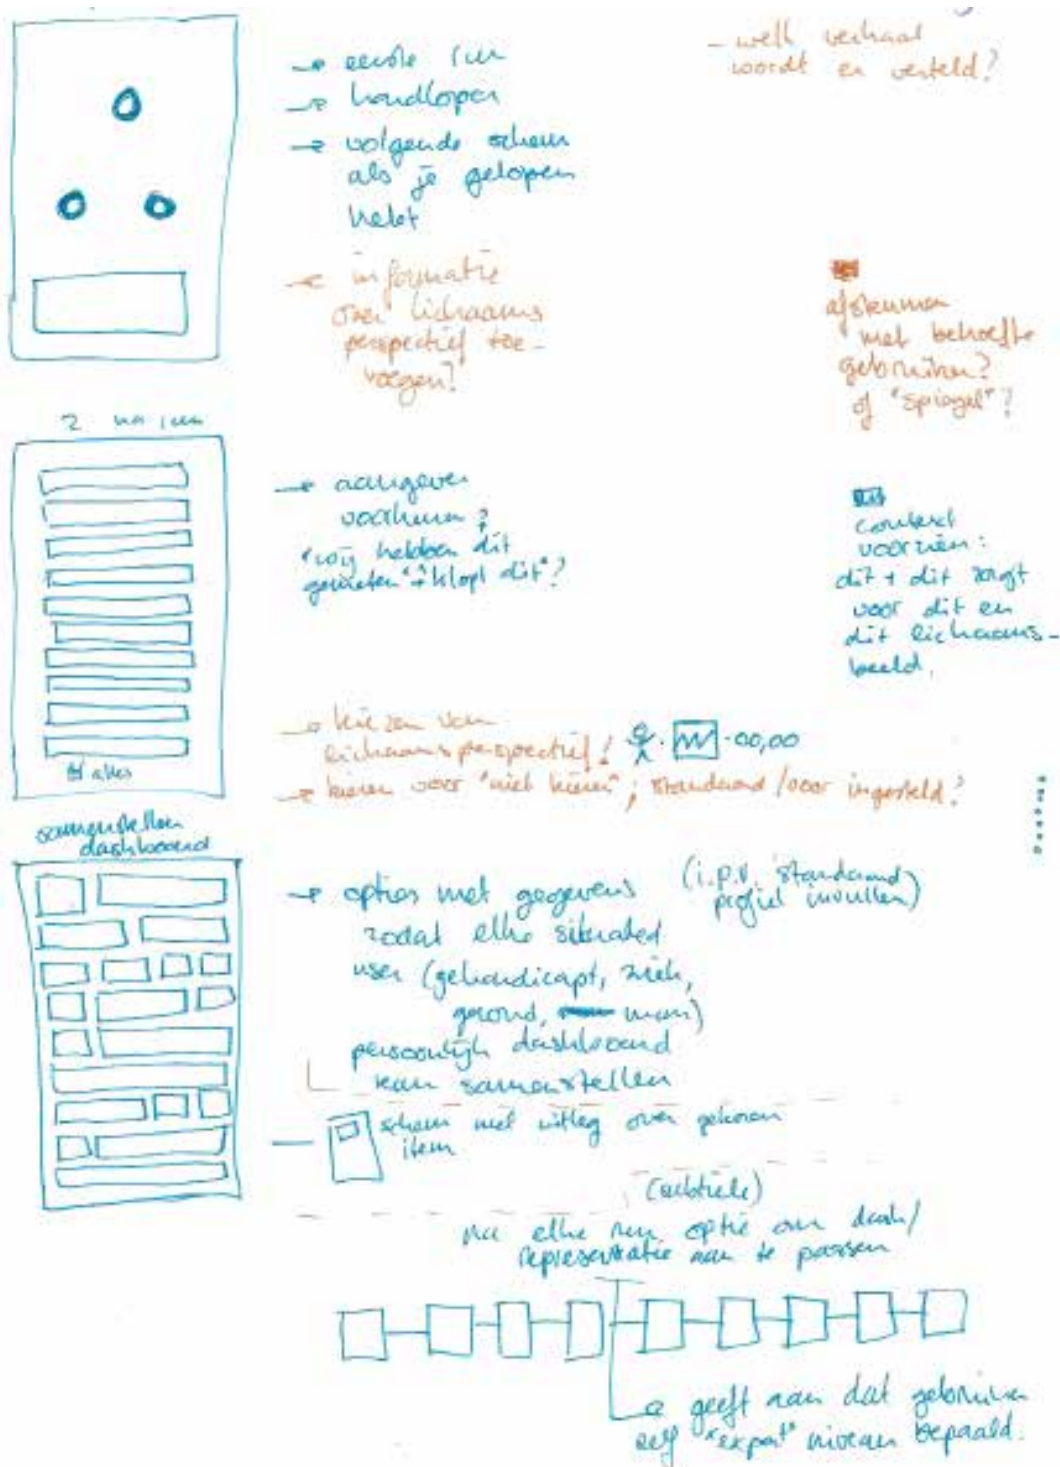 → eerste run
→ hardlopen
→ volgende scherm
als je gelopen
hebt
- welk verhaal
wordt er verteld?
→ informatie
over lichaams
perspectief toe-
voegen?
afstemmen
met behoefte
gebruiker?
of "spiegel"?
2 na run
→ aangeven
voorkeur?
"wij hebben dit
gemeten" + "klopt dit"?
context
voorzien:
dit + dit zorgt
voor dit en
dit lichaams-
beeld.
alles
→ kiezen van
lichaamsperspectief! 00,00
→ kiezen voor "niet kiezen"; standaard / voor ingesteld?
samenstellen
dashboard
→ opties met gegevens (i.p.v. standaard
profiel invullen)
zodat elke situated
user (gehandicapt, ziek,
gezond, man)
persoonlijk dashboard
kan samenstellen
scherm met uitleg over gekozen
item
(subtiele)
na elke run optie om dash/
representatie aan te passen
→ geeft aan dat gebruiker
zelf "expert" niveau bepaald.